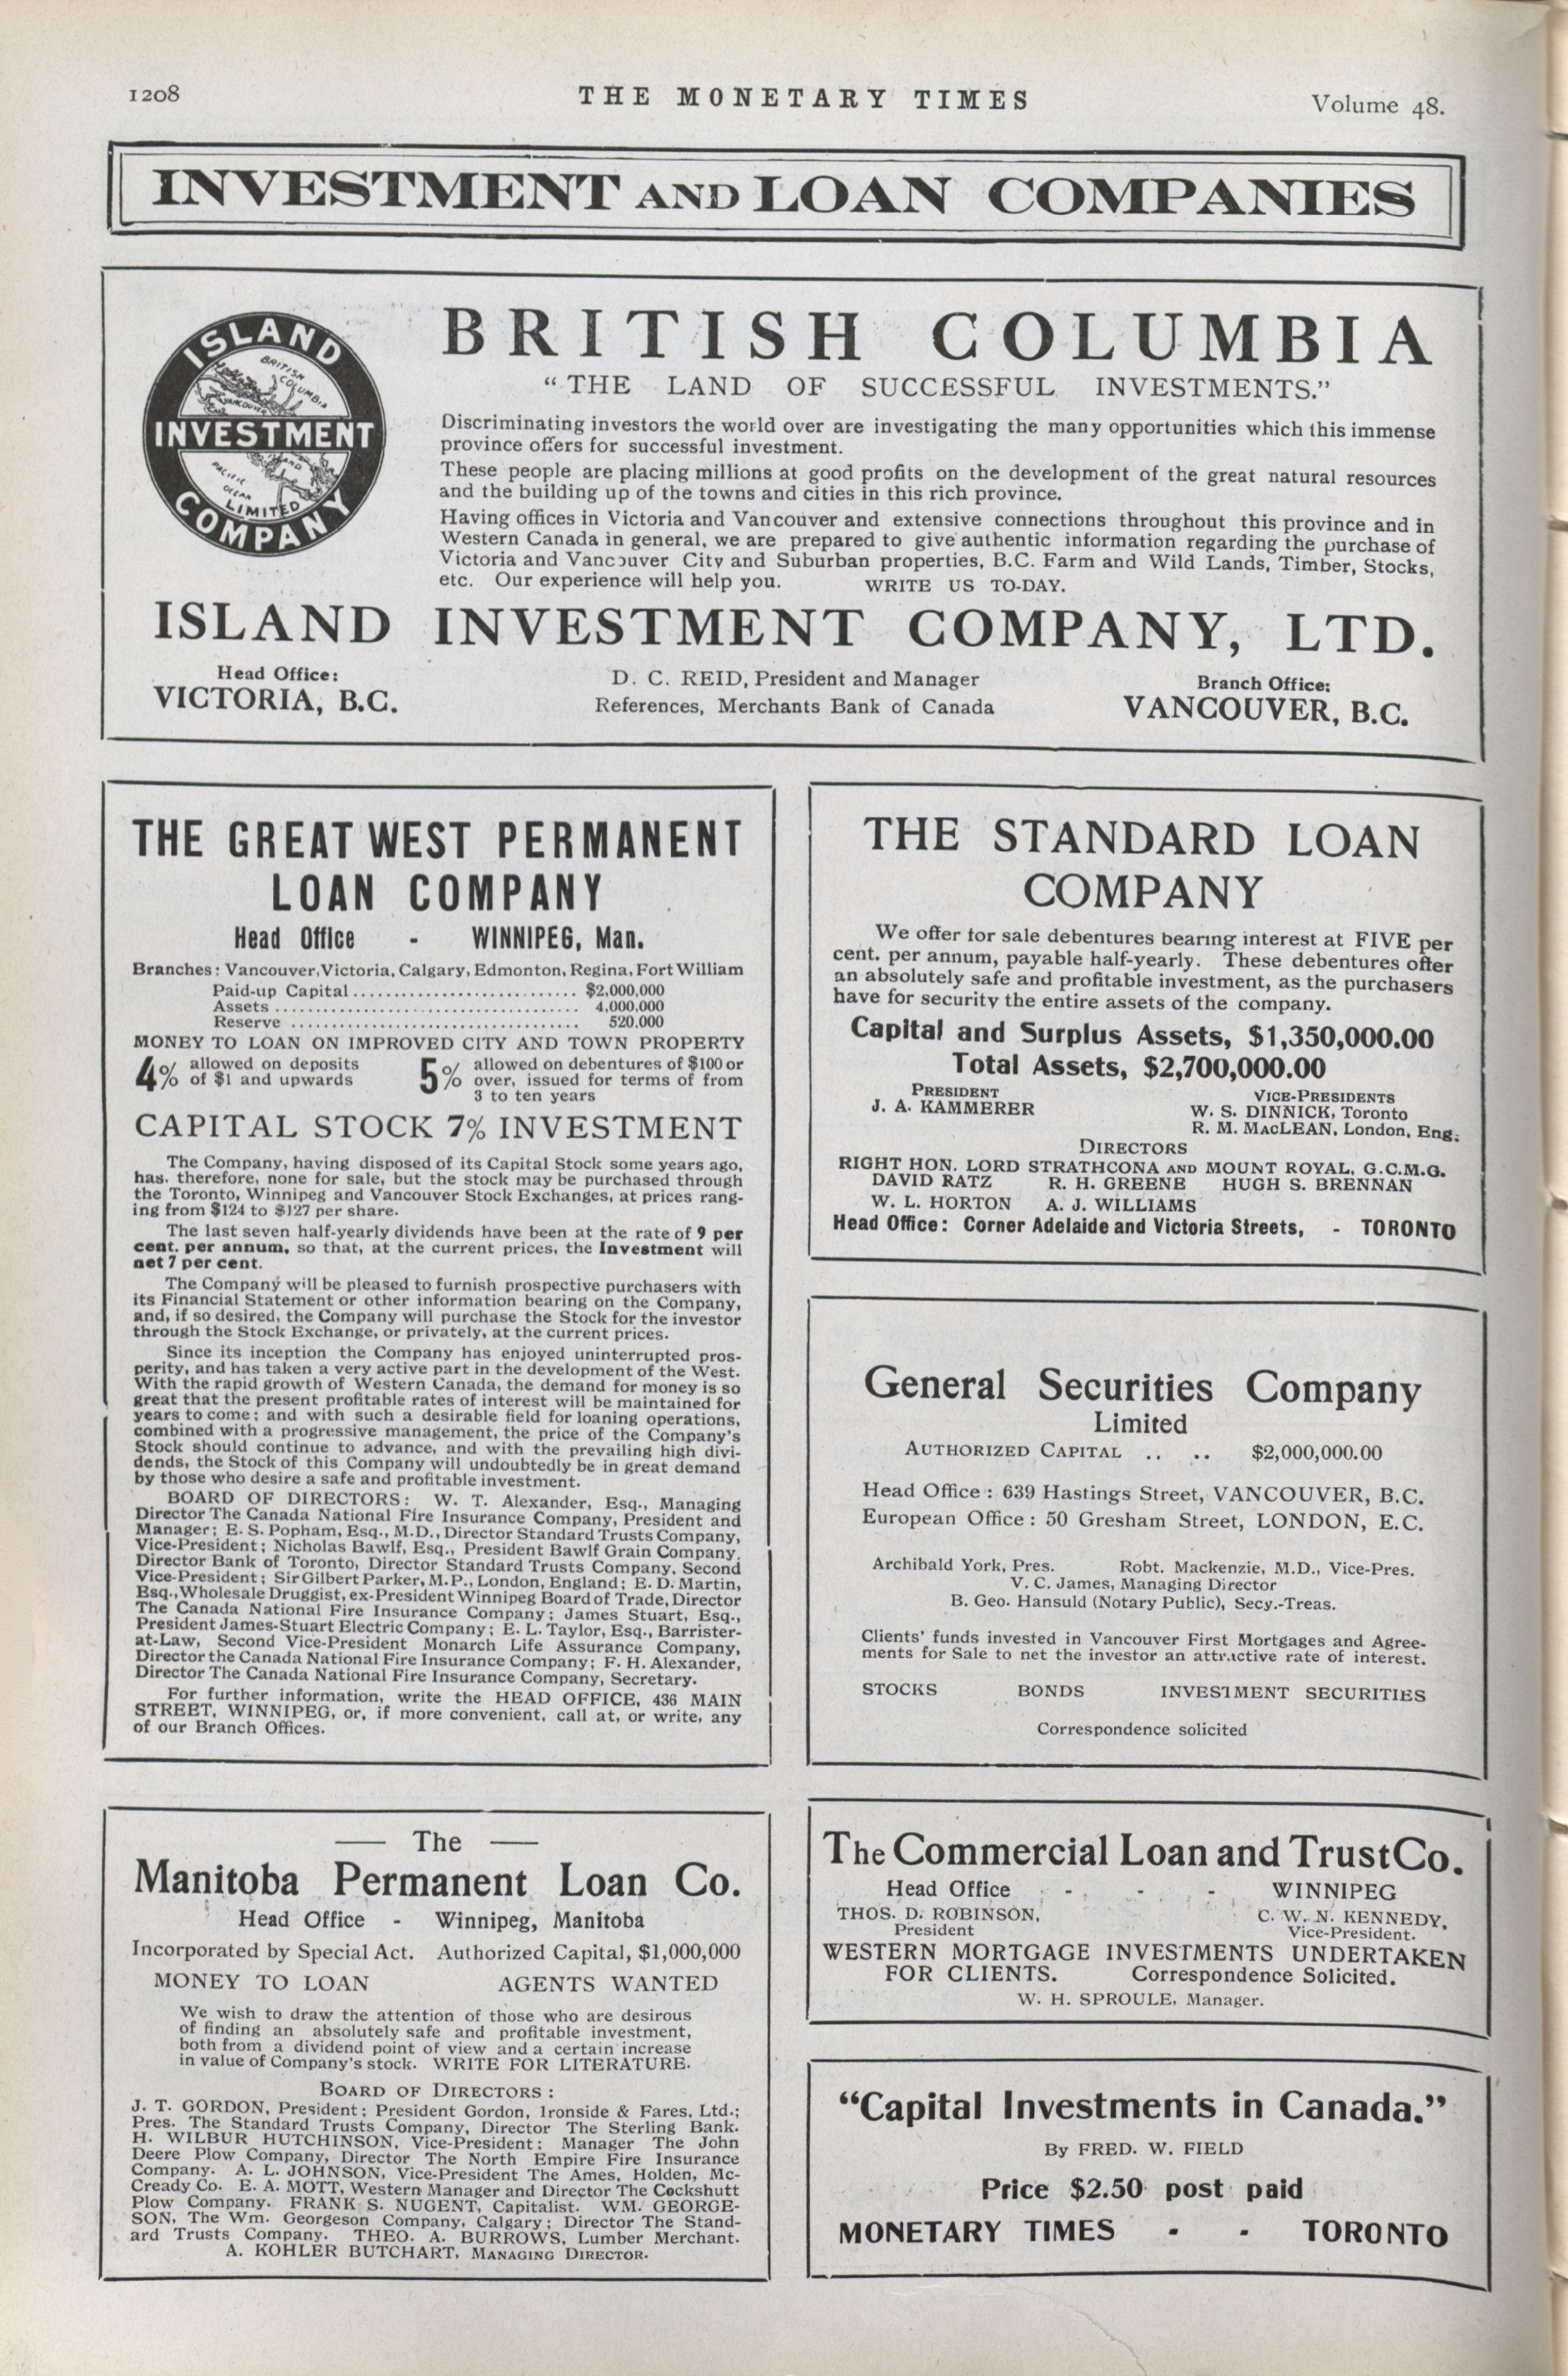 1208
THE MONETARY TIMES
Volume 48.
INVESTMENT AND LOAN COMPANIES
ISLAND
BRITISH
COLUMBIA
VANCOUVER
INVESTMENT
ISLAND
PACIFIC
OCEAN
LIMITED
COMPANY
BRITISH COLUMBIA
“THE LAND OF SUCCESSFUL INVESTMENTS.”
Discriminating investors the world over are investigating the many opportunities which this immense
province offers for successful investment.
These people are placing millions at good profits on the development of the great natural resources
and the building up of the towns and cities in this rich province.
Having offices in Victoria and Vancouver and extensive connections throughout this province and in
Western Canada in general, we are prepared to give authentic information regarding the purchase of
Victoria and Vancouver City and Suburban properties, B.C. Farm and Wild Lands, Timber, Stocks,
etc. Our experience will help you. WRITE US TO-DAY.
ISLAND INVESTMENT COMPANY, LTD.
Head Office:
VICTORIA, B.C.
D. C. REID, President and Manager
References, Merchants Bank of Canada
Branch Office:
VANCOUVER, B.C.
THE GREAT WEST PERMANENT
LOAN COMPANY
Head Office - WINNIPEG, Man.
Branches: Vancouver, Victoria, Calgary, Edmonton, Regina, Fort William
Paid-up Capital ............................ $2,000,000
Assets ...................................... 4,000,000
Reserve .................................... 520,000
MONEY TO LOAN ON IMPROVED CITY AND TOWN PROPERTY
4% allowed on deposits
of $1 and upwards
5% allowed on debentures of $100 or
over, issued for terms of from
3 to ten years
CAPITAL STOCK 7% INVESTMENT
The Company, having disposed of its Capital Stock some years ago,
has. therefore, none for sale, but the stock may be purchased through
the Toronto, Winnipeg and Vancouver Stock Exchanges, at prices rang-
ing from $124 to $127 per share.
The last seven half-yearly dividends have been at the rate of 9 per
cent. per annum, so that, at the current prices, the Investment will
net 7 per cent.
The Company will be pleased to furnish prospective purchasers with
its Financial Statement or other information bearing on the Company,
and, if so desired, the Company will purchase the Stock for the investor
through the Stock Exchange, or privately, at the current prices.
Since its inception the Company has enjoyed uninterrupted pros-
perity, and has taken a very active part in the development of the West.
With the rapid growth of Western Canada, the demand for money is so
great that the present profitable rates of interest will be maintained for
years to come; and with such a desirable field for loaning operations,
combined with a progressive management, the price of the Company's
Stock should continue to advance, and with the prevailing high divi-
dends, the Stock of this Company will undoubtedly be in great demand
by those who desire a safe and profitable investment.
BOARD OF DIRECTORS: W. T. Alexander, Esq., Managing
Director The Canada National Fire Insurance Company, President and
Manager; E. S. Popham, Esq., M.D., Director Standard Trusts Company,
Vice-President; Nicholas Bawlf, Esq., President Bawlf Grain Company,
Director Bank of Toronto, Director Standard Trusts Company, Second
Vice-President; Sir Gilbert Parker, M.P., London, England; E. D. Martin,
Esq., Wholesale Druggist, ex-President Winnipeg Board of Trade, Director
The Canada National Fire Insurance Company; James Stuart, Esq.,
President James-Stuart Electric Company; E. L. Taylor, Esq., Barrister-
at-Law, Second Vice-President Monarch Life Assurance Company,
Director the Canada National Fire Insurance Company; F. H. Alexander,
Director The Canada National Fire Insurance Company, Secretary.
For further information, write the HEAD OFFICE, 436 MAIN
STREET, WINNIPEG, or, if more convenient, call at, or write, any
of our Branch Offices.
THE STANDARD LOAN
COMPANY
We offer for sale debentures bearing interest at FIVE per
cent. per annum, payable half-yearly. These debentures offer
an absolutely safe and profitable investment, as the purchasers
have for security the entire assets of the company.
Capital and Surplus Assets, $1,350,000.00
Total Assets, $2,700,000.00
PRESIDENT
J. A. KAMMERER
VICE-PRESIDENTS
W. S. DINNICK, Toronto
R. M. MACLEAN, London, Eng.
DIRECTORS
RIGHT HON. LORD STRATHCONA AND MOUNT ROYAL, G.C.M.G.
DAVID RATZ R. H. GREENE HUGH S. BRENNAN
W. L. HORTON A. J. WILLIAMS
Head Office: Corner Adelaide and Victoria Streets, - TORONTO
General Securities Company
Limited
AUTHORIZED CAPITAL .. .. $2,000,000.00
Head Office: 639 Hastings Street, VANCOUVER, B.C.
European Office: 50 Gresham Street, LONDON, E.C.
Archibald York, Pres. Robt. Mackenzie, M.D., Vice-Pres.
V. C. James, Managing Director
B. Geo. Hansuld (Notary Public), Secy.-Treas.
Clients' funds invested in Vancouver First Mortgages and Agree-
ments for Sale to net the investor an attractive rate of interest.
STOCKS BONDS INVESTMENT SECURITIES
Correspondence solicited
The
Manitoba Permanent Loan Co.
Head Office - Winnipeg, Manitoba
Incorporated by Special Act. Authorized Capital, $1,000,000
MONEY TO LOAN AGENTS WANTED
We wish to draw the attention of those who are desirous
of finding an absolutely safe and profitable investment,
both from a dividend point of view and a certain increase
in value of Company's stock. WRITE FOR LITERATURE.
BOARD OF DIRECTORS:
J. T. GORDON, President; President Gordon, Ironside & Fares, Ltd.;
Pres. The Standard Trusts Company, Director The Sterling Bank.
H. WILBUR HUTCHINSON, Vice-President; Manager The John
Deere Plow Company, Director The North Empire Fire Insurance
Company. A. L. JOHNSON, Vice-President The Ames, Holden, Mc-
Cready Co. E. A. MOTT, Western Manager and Director The Cockshutt
Plow Company. FRANK S. NUGENT, Capitalist. WM. GEORGE-
SON, The Wm. Georgeson Company, Calgary; Director The Stand-
ard Trusts Company. THEO. A. BURROWS, Lumber Merchant.
A. KOHLER BUTCHART, MANAGING DIRECTOR.
The Commercial Loan and Trust Co.
Head Office - - - WINNIPEG
THOS. D. ROBINSON,
President
C. W. N. KENNEDY,
Vice-President.
WESTERN MORTGAGE INVESTMENTS UNDERTAKEN
FOR CLIENTS. Correspondence Solicited.
W. H. SPROULE, Manager.
“Capital Investments in Canada.”
By FRED. W. FIELD
Price $2.50 post paid
MONETARY TIMES - - TORONTO